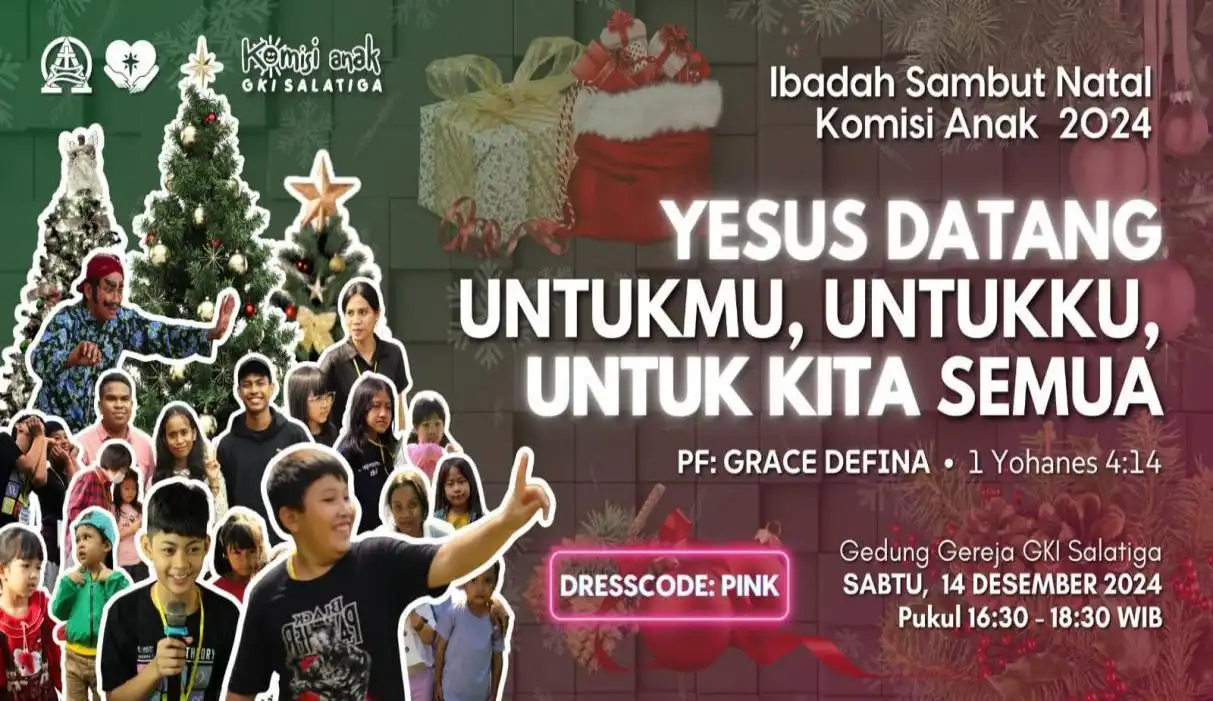 Komisi anak
GKI SALATIGA
Ibadah Sambut Natal
Komisi Anak 2024
YESUS DATANG
UNTUKMU, UNTUKKU,
UNTUK KITA SEMUA
PF: GRACE DEFINA • 1 Yohanes 4:14
Gedung Gereja GKI Salatiga
SABTU, 14 DESEMBER 2024
Pukul 16:30 - 18:30 WIB
DRESSCODE: PINK
BLACK